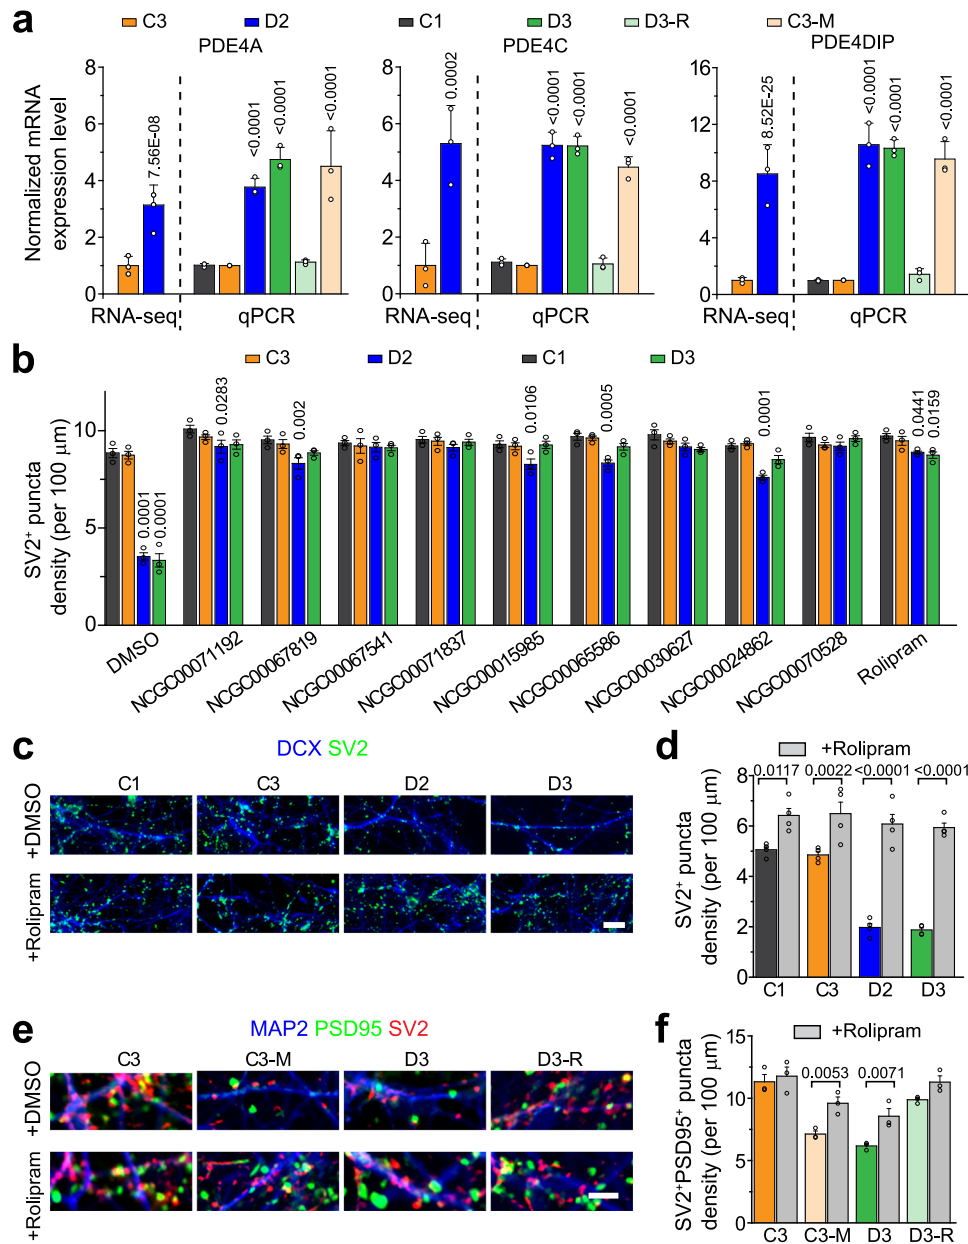 a
C3 D2 C1 D3 D3-R C3-M
PDE4A PDE4C PDE4DIP
Normalized mRNA
expression level
8
6
4
2
0
7.56E-08
<0.0001
<0.0001
<0.0001
RNA-seq qPCR
8
6
4
2
0
0.0002
<0.0001
<0.0001
<0.0001
RNA-seq qPCR
16
12
8
4
0
8.52E-25
<0.0001
<0.0001
<0.0001
RNA-seq qPCR
b
C3 D2 C1 D3
SV2⁺ puncta
density (per 100 μm)
10
5
0
0.0001
0.0001
0.0283
0.002
0.0106
0.0005
0.0001
0.0441
0.0159
DMSO
NCGC00071192
NCGC00067819
NCGC00067541
NCGC00071837
NCGC00015985
NCGC00065586
NCGC00030627
NCGC00024862
NCGC00070528
Rolipram
c
DCX SV2
C1 C3 D2 D3
+DMSO
+Rolipram
d
+Rolipram
SV2⁺ puncta
density (per 100 μm)
8
6
4
2
0
0.0117 0.0022 <0.0001 <0.0001
C1 C3 D2 D3
e
MAP2 PSD95 SV2
C3 C3-M D3 D3-R
+DMSO
+Rolipram
f
+Rolipram
SV2⁺PSD95⁺ puncta
density (per 100 μm)
15
10
5
0
0.0053 0.0071
C3 C3-M D3 D3-R